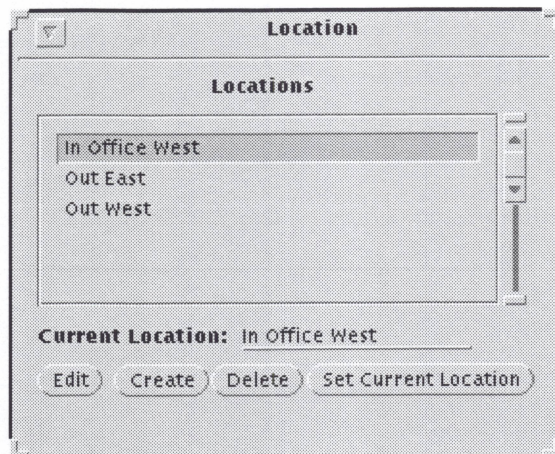 Location
Locations
In Office West
Out East
Out West
Current Location: In Office West
Edit Create Delete Set Current Location